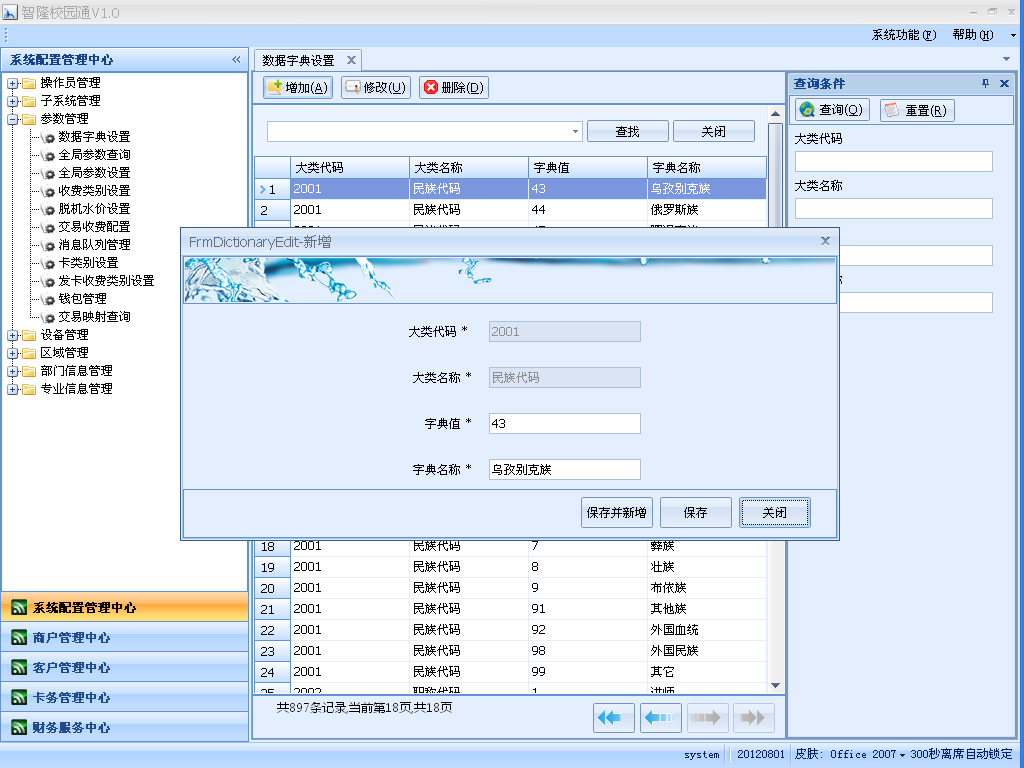 智隆校园通V1.0
系统功能(F) 帮助(H)
系统配置管理中心
操作员管理
子系统管理
参数管理
数据字典设置
全局参数查询
全局参数设置
收费类别设置
脱机水价设置
交易收费配置
消息队列管理
卡类别设置
发卡收费类别设置
钱包管理
交易映射查询
设备管理
区域管理
部门信息管理
专业信息管理
系统配置管理中心
商户管理中心
客户管理中心
卡务管理中心
财务服务中心
数据字典设置
增加(A) 修改(U) 删除(D)
查找 关闭
大类代码 大类名称 字典值 字典名称
1 2001 民族代码 43 乌孜别克族
2 2001 民族代码 44 俄罗斯族
FrmDictionaryEdit-新增
大类代码 * 2001
大类名称 * 民族代码
字典值 * 43
字典名称 * 乌孜别克族
保存并新增 保存 关闭
18 2001 民族代码 7 彝族
19 2001 民族代码 8 壮族
20 2001 民族代码 9 布依族
21 2001 民族代码 91 其他族
22 2001 民族代码 92 外国血统
23 2001 民族代码 98 外国民族
24 2001 民族代码 99 其它
25 2002 职称代码 1 讲师
共897条记录,当前第18页,共18页
查询条件
查询(Q) 重置(R)
大类代码
大类名称
system 20120801 皮肤: Office 2007 300秒离席自动锁定